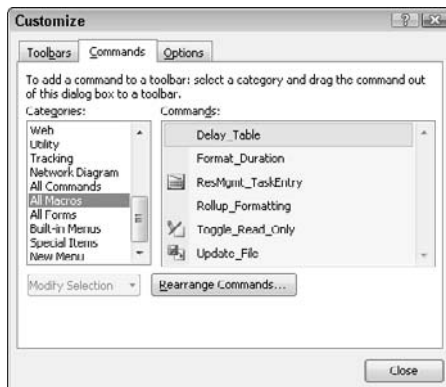 Customize
Toolbars Commands Options
To add a command to a toolbar: select a category and drag the command out
of this dialog box to a toolbar.
Categories: Commands:
Web
Utility
Tracking
Network Diagram
All Commands
All Macros
All Forms
Built-in Menus
Special Items
New Menu
Delay_Table
Format_Duration
ResMgmt_TaskEntry
Rollup_Formatting
Toggle_Read_Only
Update_File
Modify Selection Rearrange Commands...
Close